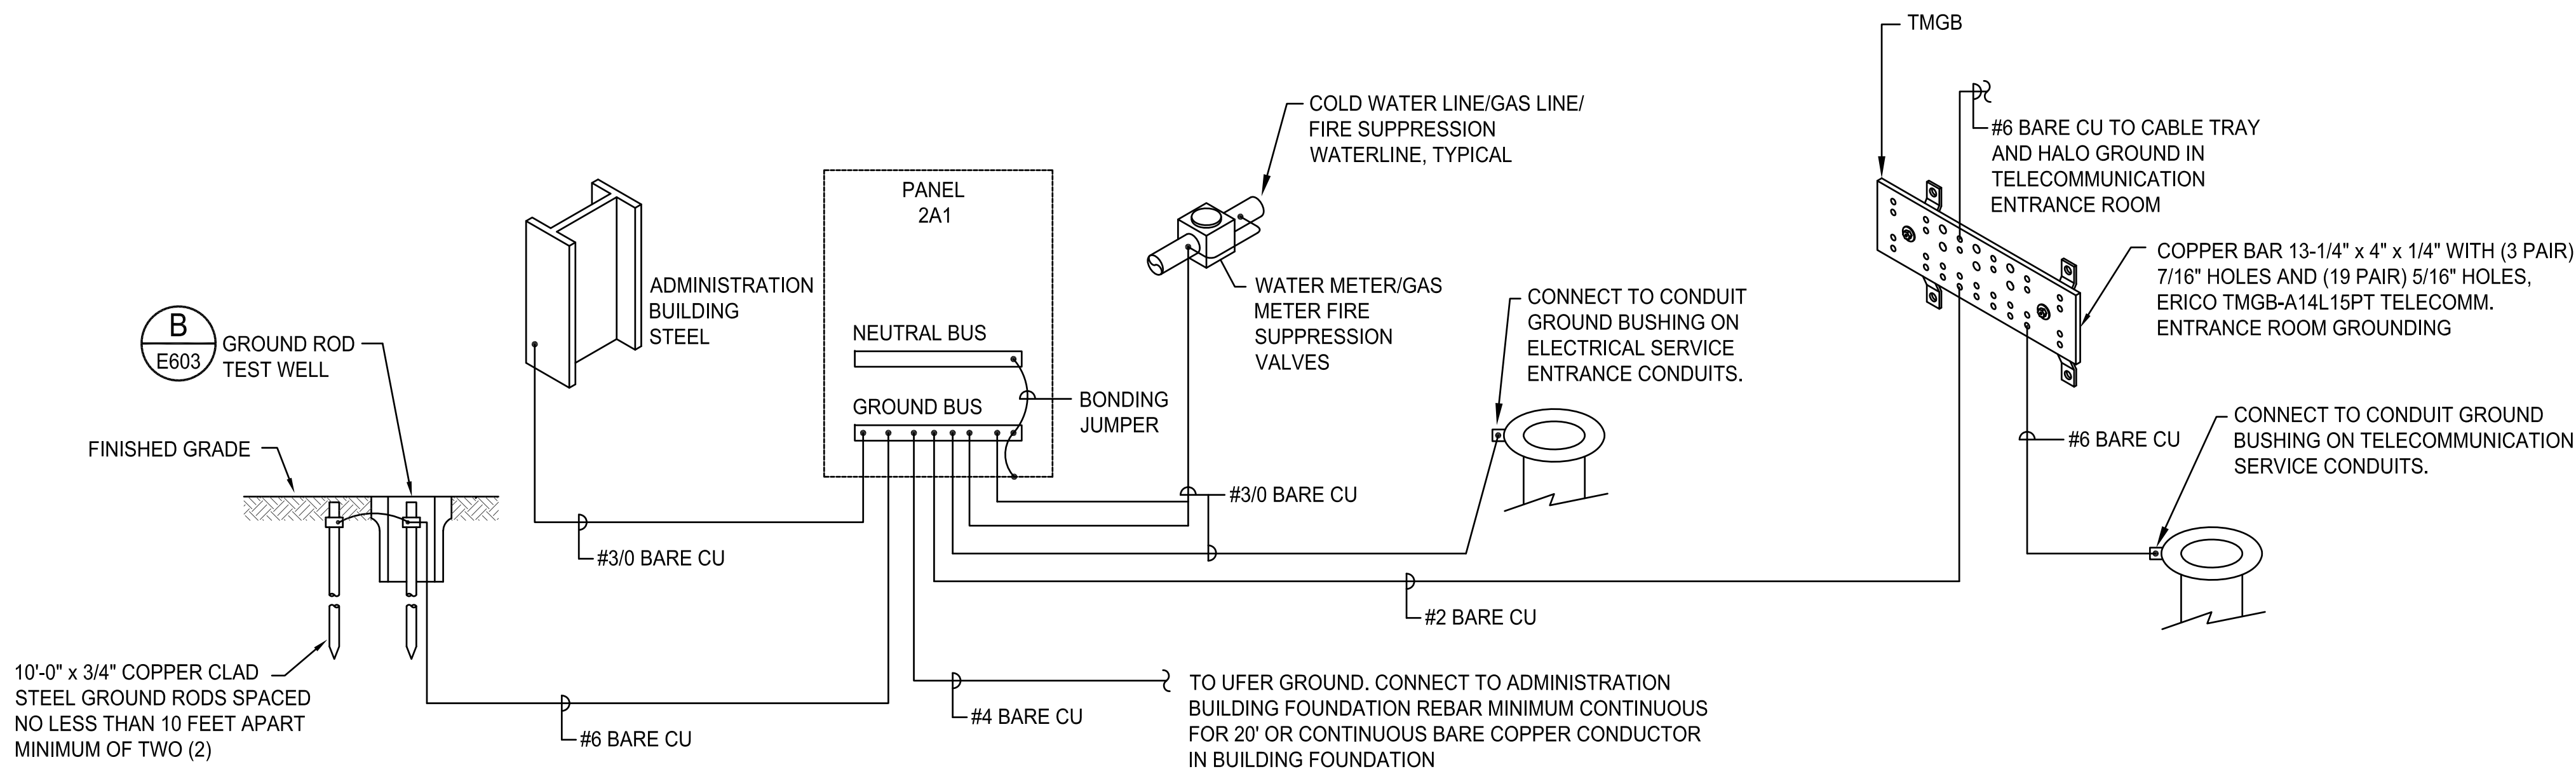 TMGB
COLD WATER LINE/GAS LINE/
FIRE SUPPRESSION
WATERLINE, TYPICAL
#6 BARE CU TO CABLE TRAY
AND HALO GROUND IN
TELECOMMUNICATION
ENTRANCE ROOM
PANEL
2A1
COPPER BAR 13-1/4" x 4" x 1/4" WITH (3 PAIR)
7/16" HOLES AND (19 PAIR) 5/16" HOLES,
ERICO TMGB-A14L15PT TELECOMM.
ENTRANCE ROOM GROUNDING
ADMINISTRATION
BUILDING
STEEL
WATER METER/GAS
METER FIRE
SUPPRESSION
VALVES
CONNECT TO CONDUIT
GROUND BUSHING ON
ELECTRICAL SERVICE
ENTRANCE CONDUITS.
B
E603
GROUND ROD
TEST WELL
NEUTRAL BUS
GROUND BUS
BONDING
JUMPER
CONNECT TO CONDUIT GROUND
BUSHING ON TELECOMMUNICATION
SERVICE CONDUITS.
#6 BARE CU
FINISHED GRADE
#3/0 BARE CU
#3/0 BARE CU
#2 BARE CU
10'-0" x 3/4" COPPER CLAD
STEEL GROUND RODS SPACED
NO LESS THAN 10 FEET APART
MINIMUM OF TWO (2)
#6 BARE CU
#4 BARE CU
TO UFER GROUND. CONNECT TO ADMINISTRATION
BUILDING FOUNDATION REBAR MINIMUM CONTINUOUS
FOR 20' OR CONTINUOUS BARE COPPER CONDUCTOR
IN BUILDING FOUNDATION